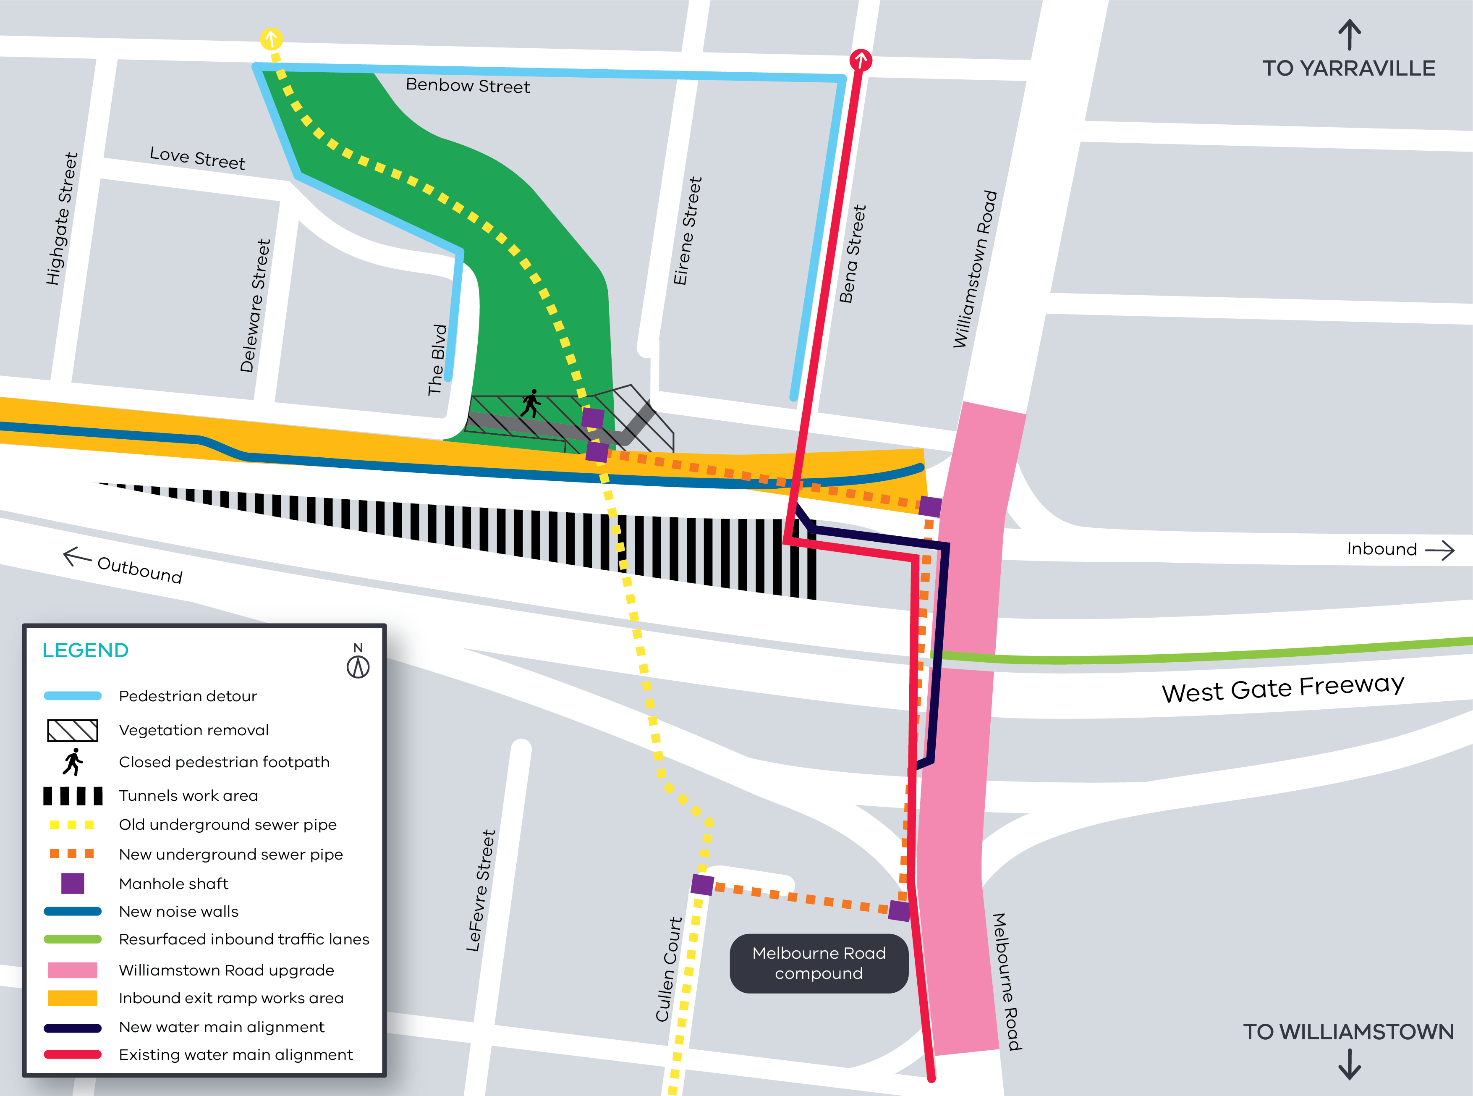 TO YARRAVILLE
Benbow Street
Love Street
Highgate Street
Deleware Street
The Blvd
Eirene Street
Bena Street
Williamstown Road
Inbound
Outbound
West Gate Freeway
LEGEND
N
Pedestrian detour
Vegetation removal
Closed pedestrian footpath
Tunnels work area
Old underground sewer pipe
New underground sewer pipe
Manhole shaft
New noise walls
Resurfaced inbound traffic lanes
Williamstown Road upgrade
Inbound exit ramp works area
New water main alignment
Existing water main alignment
LeFevre Street
Cullen Court
Melbourne Road
compound
Melbourne Road
TO WILLIAMSTOWN